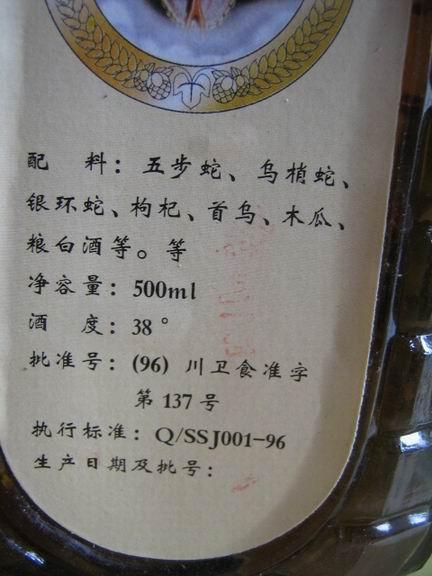 配　料：五步蛇、乌梢蛇、
银环蛇、枸杞、首乌、木瓜、
粮白酒等。等
净容量：500ml
酒　度：38°
批准号：(96) 川卫食准字
第 137 号
执行标准：Q/SSJ001-96
生产日期及批号：